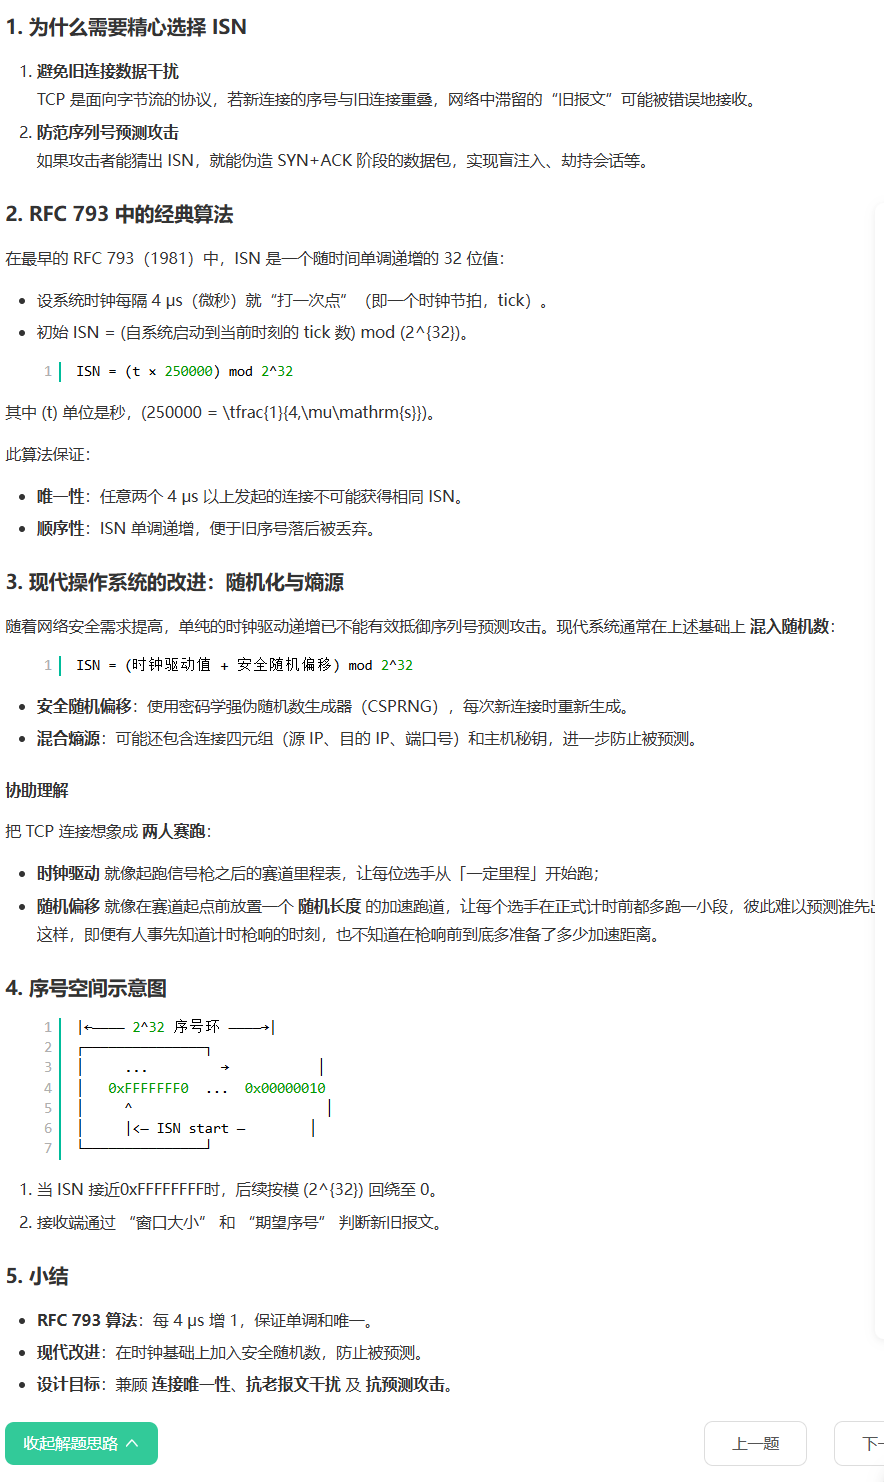 1. 为什么需要精心选择 ISN
1. 避免旧连接数据干扰
TCP 是面向字节流的协议，若新连接的序号与旧连接重叠，网络中滞留的“旧报文”可能被错误地接收。
2. 防范序列号预测攻击
如果攻击者能猜出 ISN，就能伪造 SYN+ACK 阶段的数据包，实现盲注入、劫持会话等。
2. RFC 793 中的经典算法
在最早的 RFC 793（1981）中，ISN 是一个随时间单调递增的 32 位值：
• 设系统时钟每隔 4 μs（微秒）就“打一次点”（即一个时钟节拍，tick）。
• 初始 ISN = (自系统启动到当前时刻的 tick 数) mod (2^{32})。
1 ISN = (t × 250000) mod 2^32
其中 (t) 单位是秒，(250000 = \tfrac{1}{4,\mu\mathrm{s}})。
此算法保证：
• 唯一性：任意两个 4 μs 以上发起的连接不可能获得相同 ISN。
• 顺序性：ISN 单调递增，便于旧序号落后被丢弃。
3. 现代操作系统的改进：随机化与熵源
随着网络安全需求提高，单纯的时钟驱动递增已不能有效抵御序列号预测攻击。现代系统通常在上述基础上 混入随机数：
1 ISN = (时钟驱动值 + 安全随机偏移) mod 2^32
• 安全随机偏移：使用密码学强伪随机数生成器（CSPRNG），每次新连接时重新生成。
• 混合熵源：可能还包含连接四元组（源 IP、目的 IP、端口号）和主机秘钥，进一步防止被预测。
协助理解
把 TCP 连接想象成 两人赛跑：
• 时钟驱动 就像起跑信号枪之后的赛道里程表，让每位选手从「一定里程」开始跑；
• 随机偏移 就像在赛道起点前放置一个 随机长度 的加速跑道，让每个选手在正式计时前都多跑一小段，彼此难以预测谁先
这样，即便有人事先知道计时枪响的时刻，也不知道在枪响前到底多准备了多少加速距离。
4. 序号空间示意图
1 |←———— 2^32 序号环 ————→|
2 ┌───────────────┐
3 │ ... → │
4 │ 0xFFFFFFF0 ... 0x00000010
5 │ ^ │
6 │ |<— ISN start — │
7 └───────────────┘
1. 当 ISN 接近0xFFFFFFFF时，后续按模 (2^{32}) 回绕至 0。
2. 接收端通过 “窗口大小” 和 “期望序号” 判断新旧报文。
5. 小结
• RFC 793 算法：每 4 μs 增 1，保证单调和唯一。
• 现代改进：在时钟基础上加入安全随机数，防止被预测。
• 设计目标：兼顾 连接唯一性、抗老报文干扰 及 抗预测攻击。
收起解题思路 上一题 下一